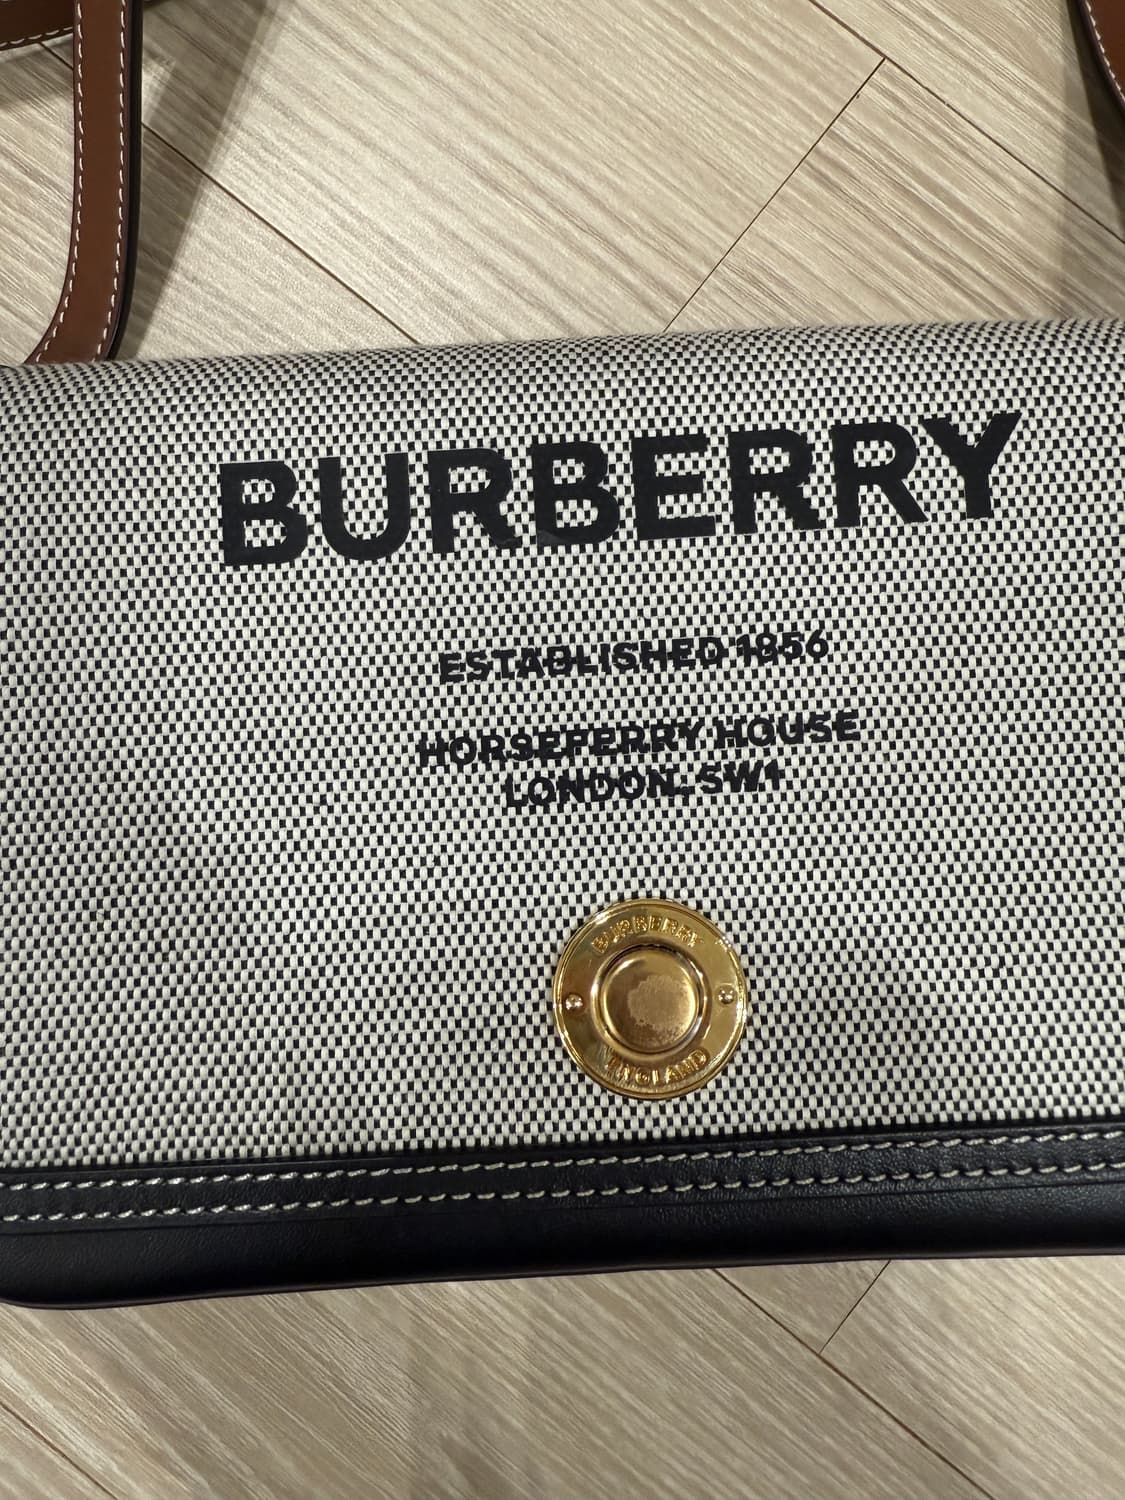 BURBERRY
ESTABLISHED 1856
HORSEFERRY HOUSE
LONDON, SW1
BURBERRY
ENGLAND